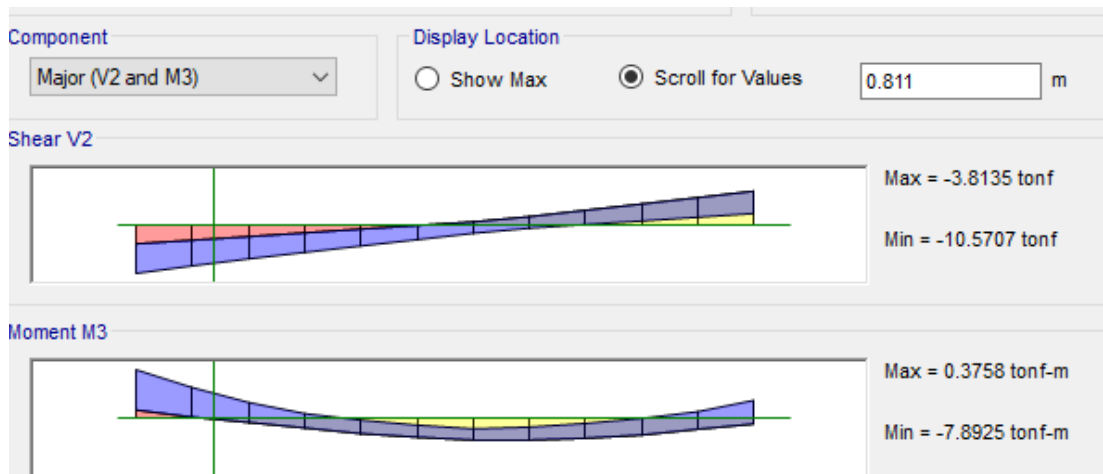 Component
Display Location
Major (V2 and M3)
Show Max
Scroll for Values
0.811
m
Shear V2
Max = -3.8135 tonf
Min = -10.5707 tonf
Moment M3
Max = 0.3758 tonf-m
Min = -7.8925 tonf-m